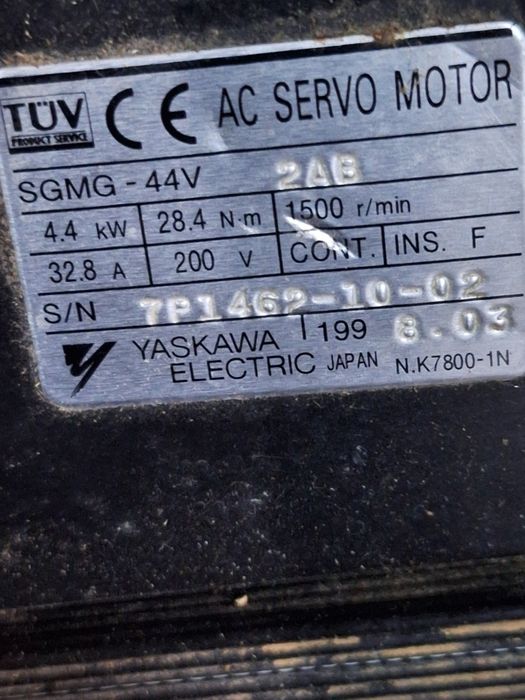 TÜV PRODUCT SERVICE CE AC SERVO MOTOR
SGMG-44V 2AB
4.4 kW 28.4 N·m 1500 r/min
32.8 A 200 V CONT. INS. F
S/N 7P1462-10-02
YASKAWA 199 8.03
ELECTRIC JAPAN N.K7800-1N